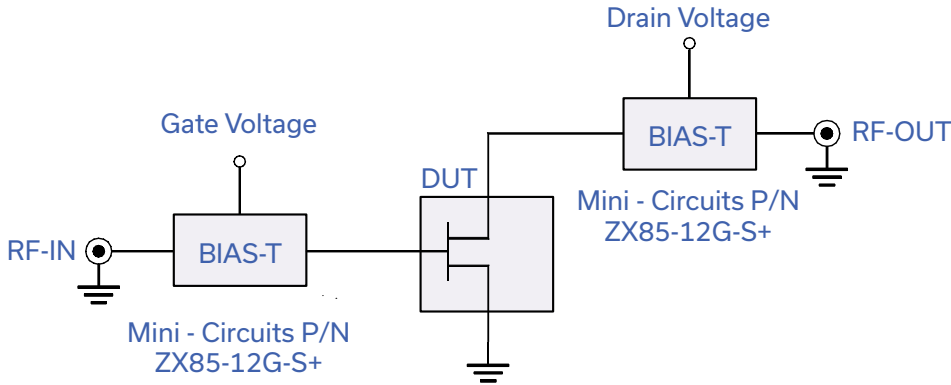 Drain Voltage
Gate Voltage
BIAS-T
RF-OUT
DUT
Mini - Circuits P/N
ZX85-12G-S+
RF-IN
BIAS-T
Mini - Circuits P/N
ZX85-12G-S+